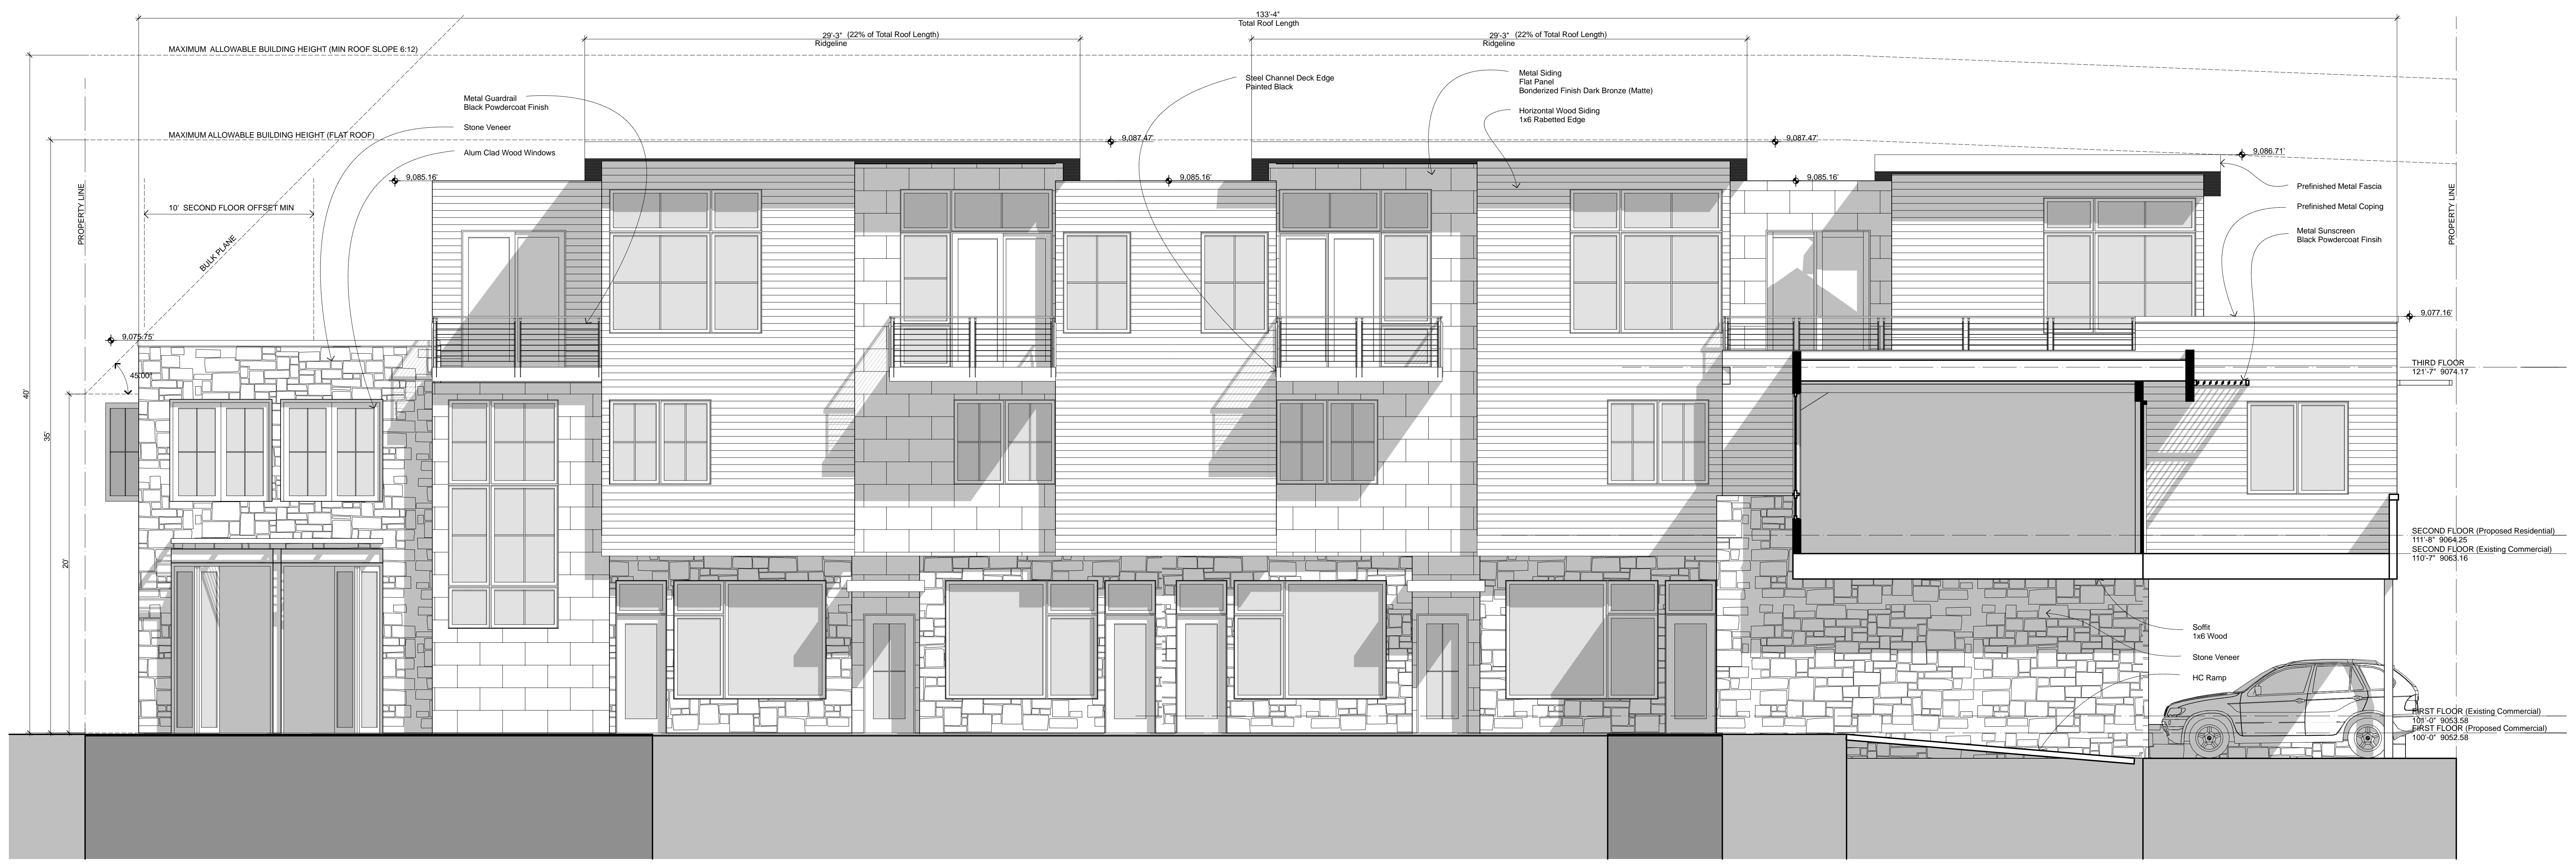 133'-4"
Total Roof Length
29'-3" (22% of Total Roof Length)
Ridgeline
29'-3" (22% of Total Roof Length)
Ridgeline
MAXIMUM ALLOWABLE BUILDING HEIGHT (MIN ROOF SLOPE 6:12)
Steel Channel Deck Edge
Painted Black
Metal Siding
Flat Panel
Bonderized Finish Dark Bronze (Matte)
Metal Guardrail
Black Powdercoat Finish
Horizontal Wood Siding
1x6 Rabetted Edge
Stone Veneer
MAXIMUM ALLOWABLE BUILDING HEIGHT (FLAT ROOF)
9,087.47'
9,087.47'
Alum Clad Wood Windows
9,086.71'
9,085.16'
9,085.16'
9,085.16'
Prefinished Metal Fascia
PROPERTY LINE
PROPERTY LINE
10' SECOND FLOOR OFFSET MIN
Prefinished Metal Coping
BULK PLANE
Metal Sunscreen
Black Powdercoat Finsih
9,077.16'
9,075.75'
45.00°
THIRD FLOOR
121'-7" 9074.17
40'
35'
20'
SECOND FLOOR (Proposed Residential)
111'-8" 9064.25
SECOND FLOOR (Existing Commercial)
110'-7" 9063.16
Soffit
1x6 Wood
Stone Veneer
HC Ramp
FIRST FLOOR (Existing Commercial)
101'-0" 9053.58
FIRST FLOOR (Proposed Commercial)
100'-0" 9052.58